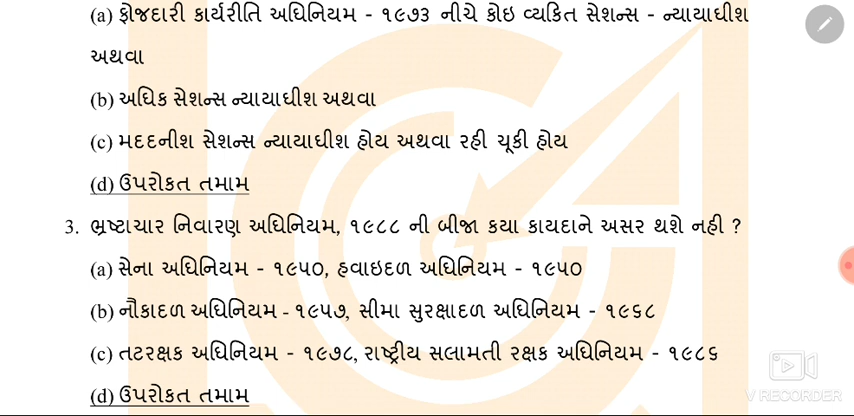 (a) ફોજદારી કાર્યરીતિ અધિનિયમ - ૧૯૭૩ નીચે કોઇ વ્યકિત સેશન્સ - ન્યાયાધીશ
અથવા
(b) અધિક સેશન્સ ન્યાયાધીશ અથવા
(c) મદદનીશ સેશન્સ ન્યાયાધીશ હોય અથવા રહી ચૂકી હોય
(d) ઉપરોકત તમામ
3. ભ્રષ્ટાચાર નિવારણ અધિનિયમ, ૧૯૮૮ ની બીજા કયા કાયદાને અસર થશે નહી ?
(a) સેના અધિનિયમ - ૧૯૫૦, હવાઇદળ અધિનિયમ - ૧૯૫૦
(b) નૌકાદળ અધિનિયમ - ૧૯૫૭, સીમા સુરક્ષાદળ અધિનિયમ - ૧૯૬૮
(c) તટરક્ષક અધિનિયમ - ૧૯૭૮, રાષ્ટ્રીય સલામતી રક્ષક અધિનિયમ - ૧૯૮૬
(d) ઉપરોકત તમામ
V RECORDER